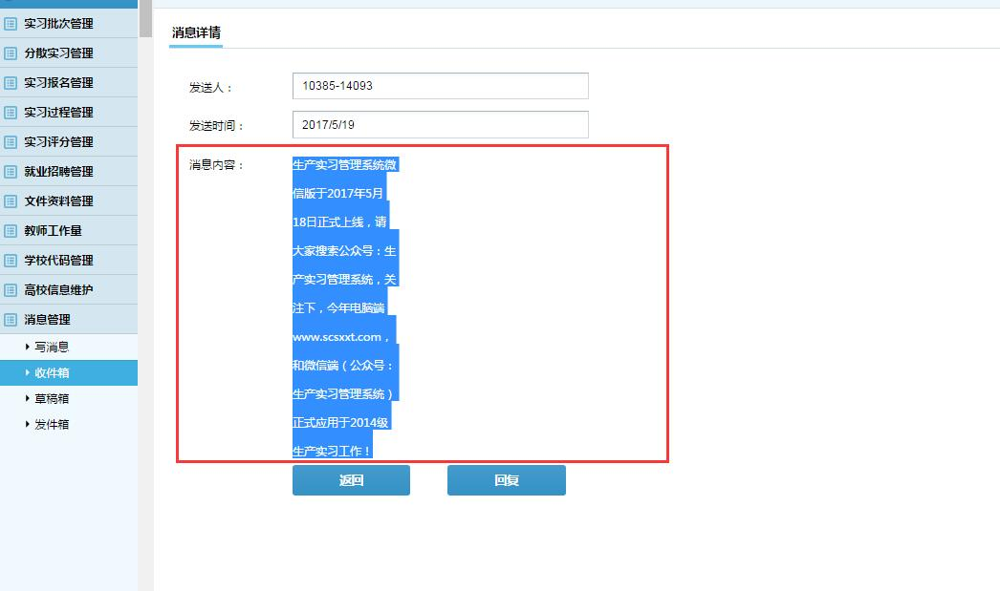 实习批次管理
分散实习管理
实习报名管理
实习过程管理
实习评分管理
就业招聘管理
文件资料管理
教师工作量
学校代码管理
高校信息维护
消息管理
写消息
收件箱
草稿箱
发件箱
消息详情
发送人：
10385-14093
发送时间：
2017/5/19
消息内容：
生产实习管理系统微
信版于2017年5月
18日正式上线，请
大家搜索公众号：生
产实习管理系统，关
注下，今年电脑端
www.scsxxt.com，
和微信端（公众号：
生产实习管理系统）
正式应用于2014级
生产实习工作！
返回
回复